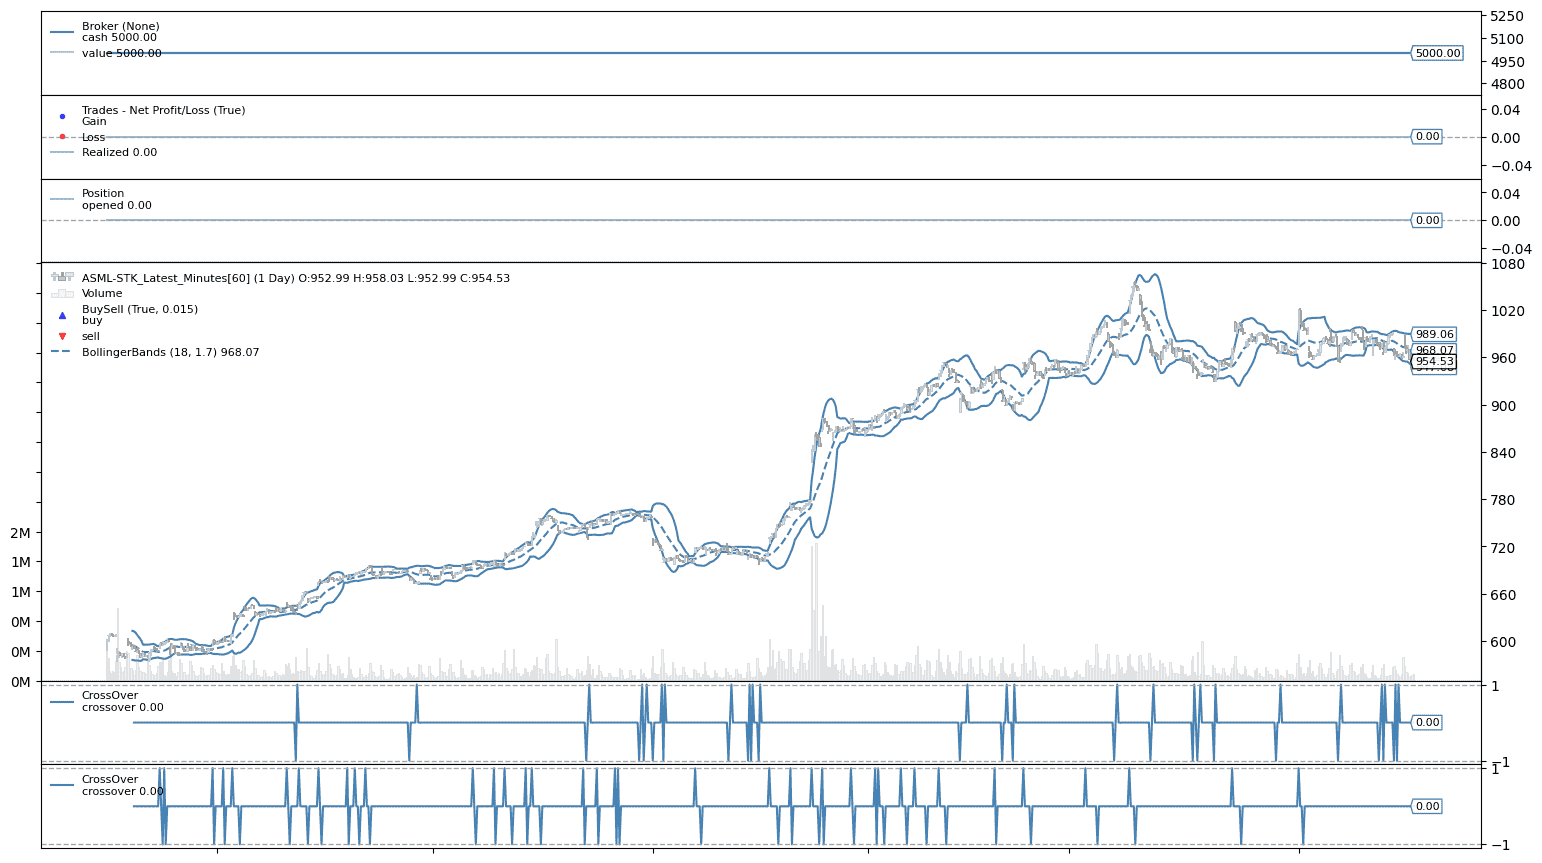 Broker (None)
cash 5000.00
value 5000.00
5250
5100
4950
4800
5000.00
Trades - Net Profit/Loss (True)
Gain
Loss
Realized 0.00
0.04
0.00
−0.04
0.00
Position
opened 0.00
0.04
0.00
−0.04
0.00
ASML-STK_Latest_Minutes[60] (1 Day) O:952.99 H:958.03 L:952.99 C:954.53
Volume
BuySell (True, 0.015)
buy
sell
BollingerBands (18, 1.7) 968.07
1080
1020
960
900
840
780
720
660
600
989.06
968.07
954.53
2M
1M
1M
0M
0M
0M
CrossOver
crossover 0.00
1
−1
0.00
CrossOver
crossover 0.00
1
−1
0.00